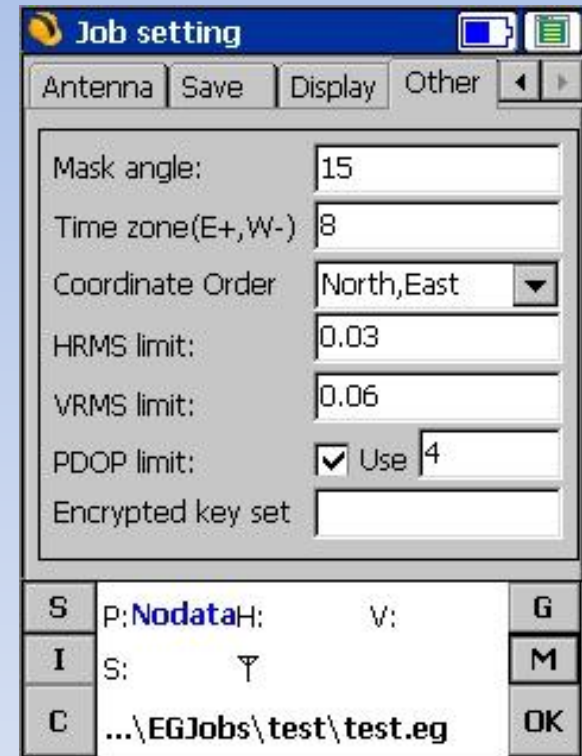 Job setting
Antenna Save Display Other
Mask angle: 15
Time zone(E+,W-) 8
Coordinate Order North,East
HRMS limit: 0.03
VRMS limit: 0.06
PDOP limit: Use 4
Encrypted key set
S P:NodataH: V: G
I S: M
C ...\EGJobs\test\test.eg OK